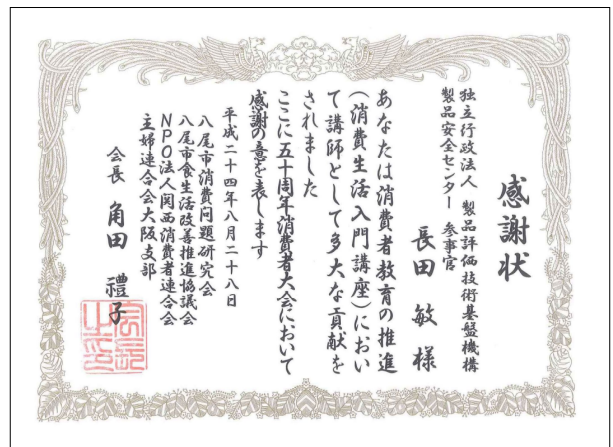 感謝状
独立行政法人　製品評価技術基盤機構
製品安全センター　参事官
長田　敏　様
あなたは消費者教育の推進
(消費生活入門講座)におい
て講師として多大な貢献を
されました
ここに五十周年消費者大会において
感謝の意を表します
平成二十四年八月二十八日
八尾市消費问題研究会
八尾市食生活改善推進協議会
NPO法人関西消費者連合会
主婦連合会大阪支部
会長　角田　禮子
会長之印